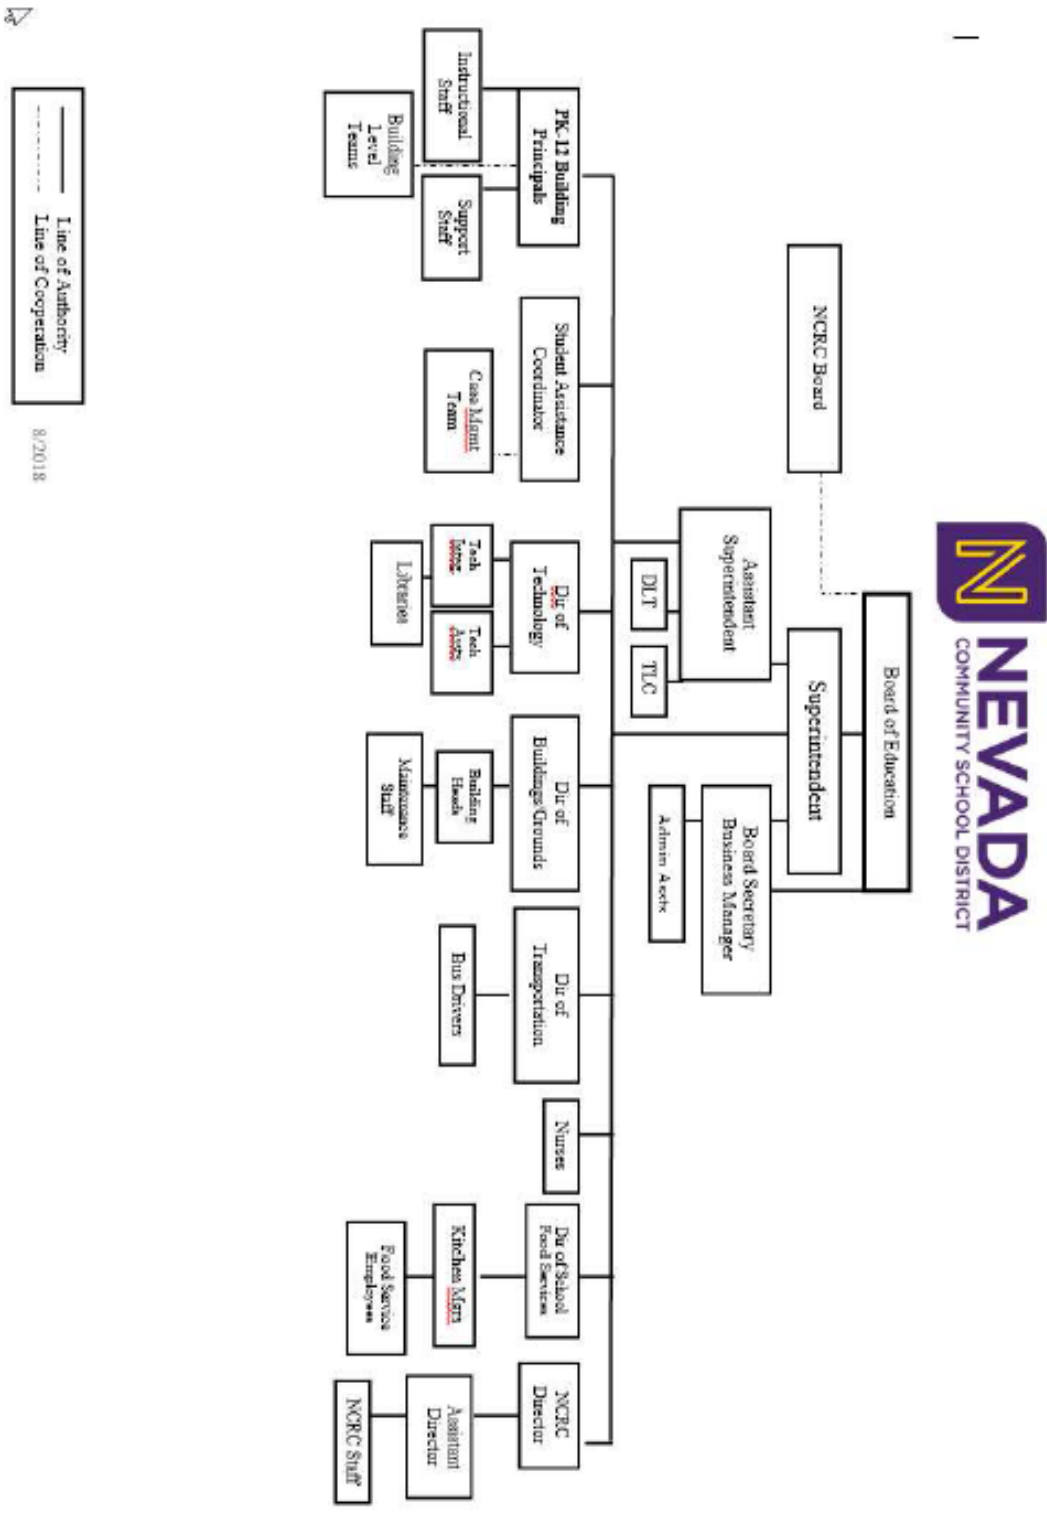 NEVADA
COMMUNITY SCHOOL DISTRICT
Board of Education
NCRC Board
Superintendent
Assistant
Superintendent
Board Secretary
Business Manager
DLT
TLC
Admin Assts
PK-12 Building
Principals
Student Assistance
Coordinator
Dir of
Technology
Dir of
Buildings/Grounds
Dir of
Transportation
Nurses
Dir of School
Food Services
NCRC
Director
Instructional
Staff
Support
Staff
Building
Level
Teams
Case Mgmt
Team
Tech
Integ.
Tech
Assts
Libraries
Building
Heads
Maintenance
Staff
Bus Drivers
Kitchen Mgrs
Food Service
Employees
Assistant
Director
NCRC Staff
Line of Authority
Line of Cooperation
8/2018